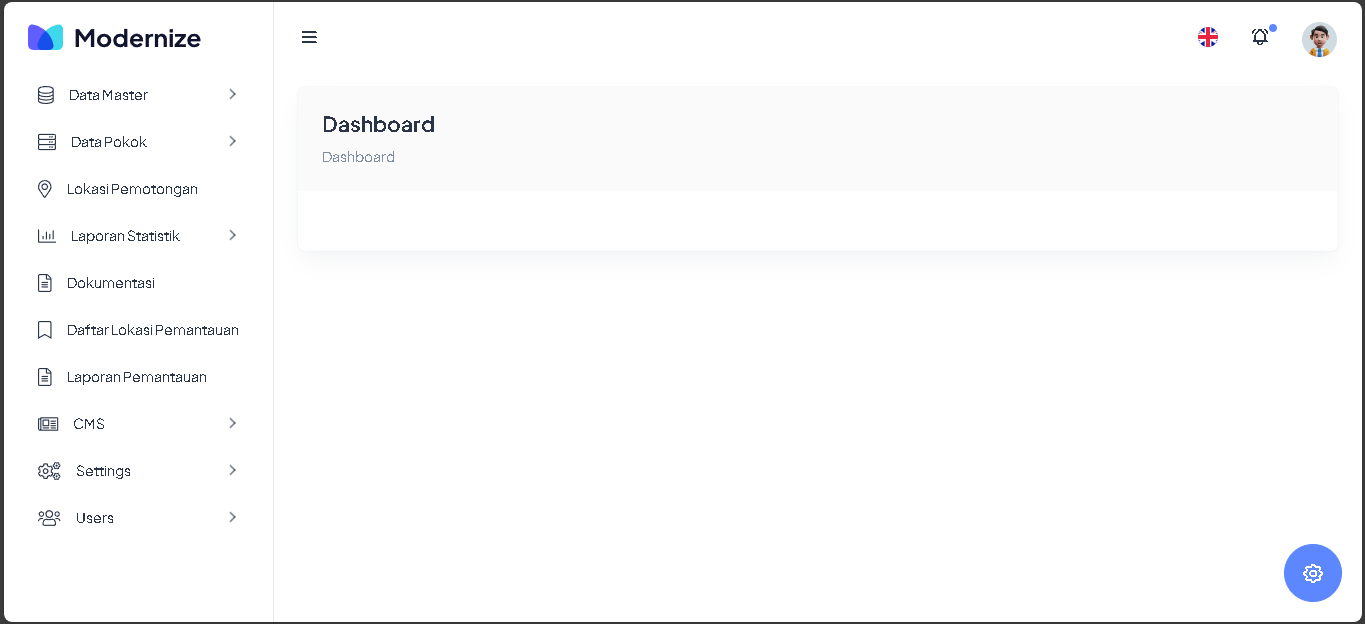 Modernize
Data Master
Data Pokok
Lokasi Pemotongan
Laporan Statistik
Dokumentasi
Daftar Lokasi Pemantauan
Laporan Pemantauan
CMS
Settings
Users
Dashboard
Dashboard